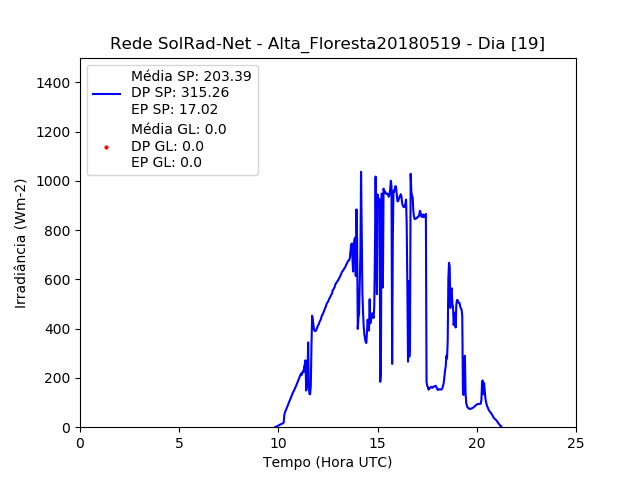 Rede SolRad-Net - Alta_Floresta20180519 - Dia [19]
Média SP: 203.39
DP SP: 315.26
EP SP: 17.02
Média GL: 0.0
DP GL: 0.0
EP GL: 0.0
1400
1200
1000
800
600
400
200
0
Irradiância (Wm-2)
0 5 10 15 20 25
Tempo (Hora UTC)